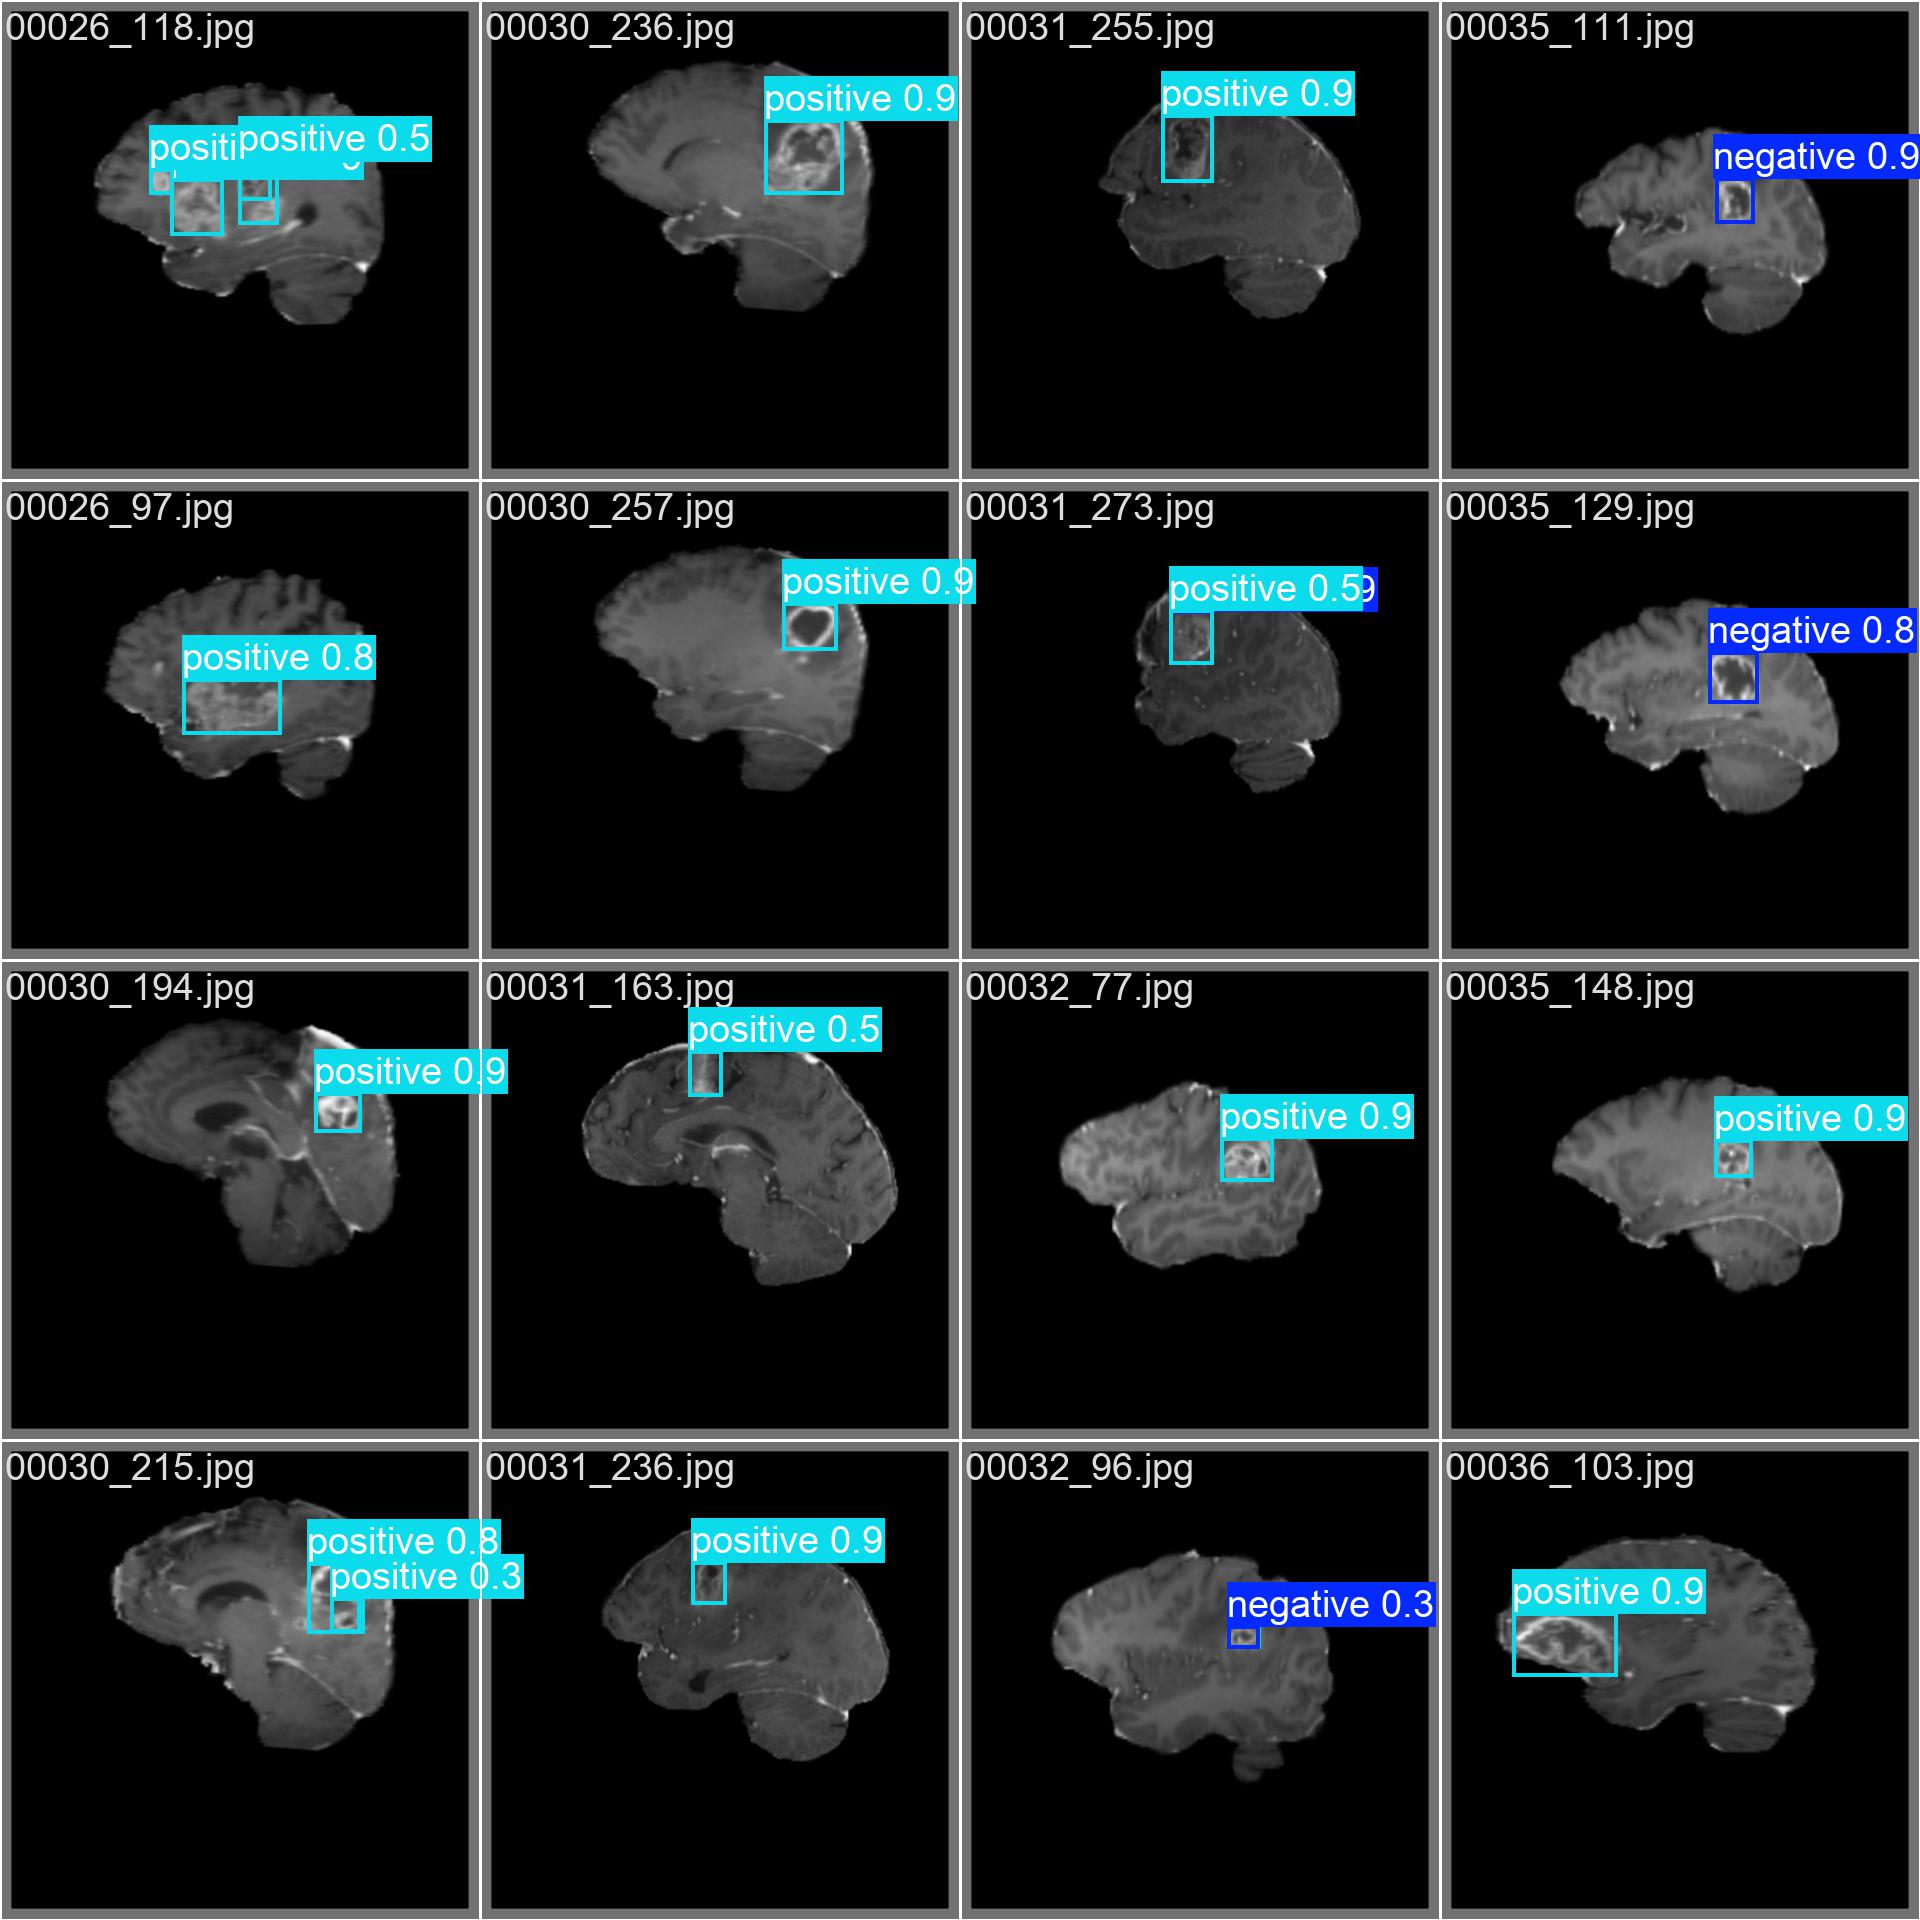 00026_118.jpg
positi
positive 0.5
00030_236.jpg
positive 0.9
00031_255.jpg
positive 0.9
00035_111.jpg
negative 0.9
00026_97.jpg
positive 0.8
00030_257.jpg
positive 0.9
00031_273.jpg
positive 0.5
9
00035_129.jpg
negative 0.8
00030_194.jpg
positive 0.9
00031_163.jpg
positive 0.5
00032_77.jpg
positive 0.9
00035_148.jpg
positive 0.9
00030_215.jpg
positive 0.8
positive 0.3
00031_236.jpg
positive 0.9
00032_96.jpg
negative 0.3
00036_103.jpg
positive 0.9